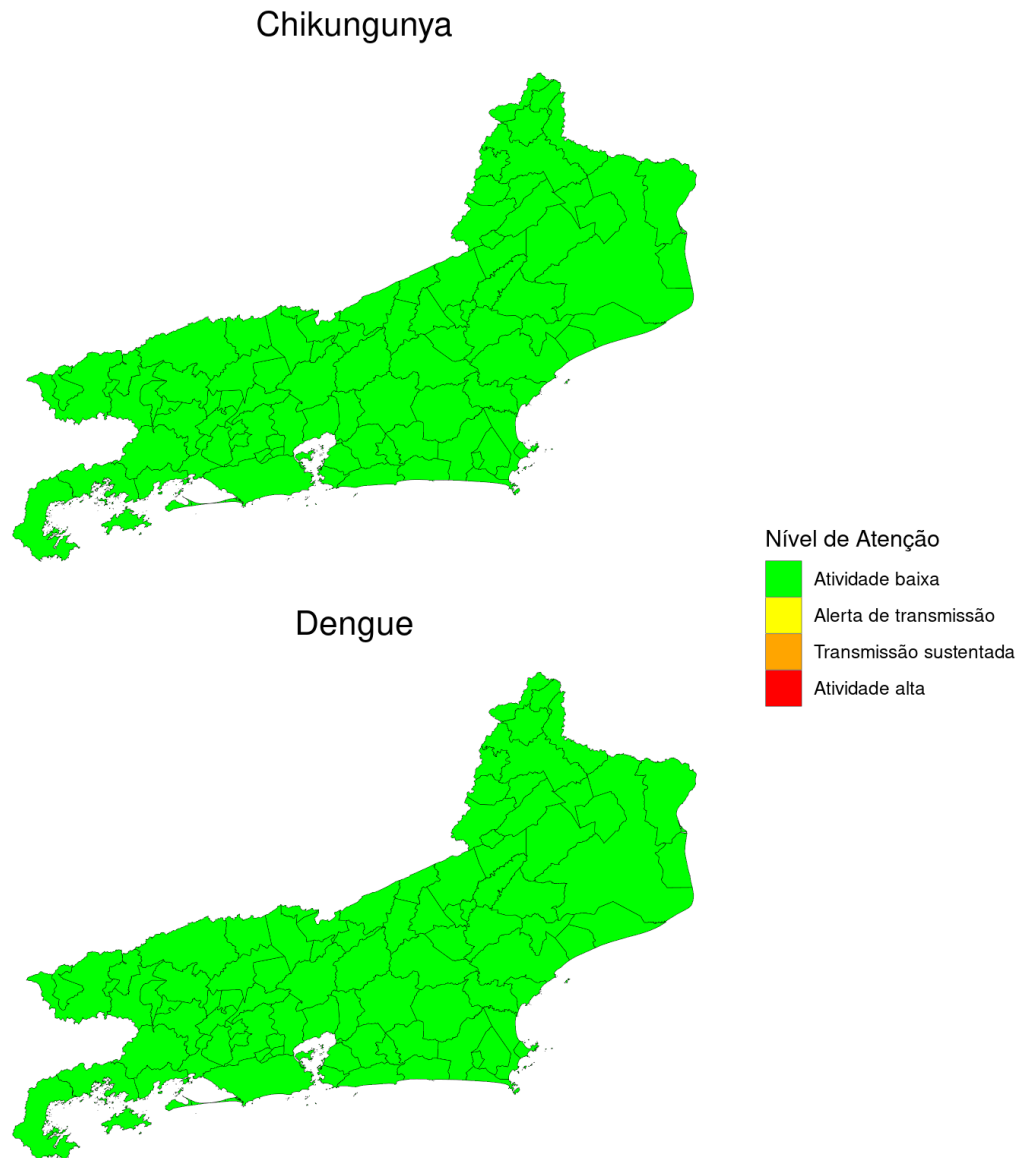 Chikungunya
Nível de Atenção
Atividade baixa
Alerta de transmissão
Transmissão sustentada
Atividade alta
Dengue